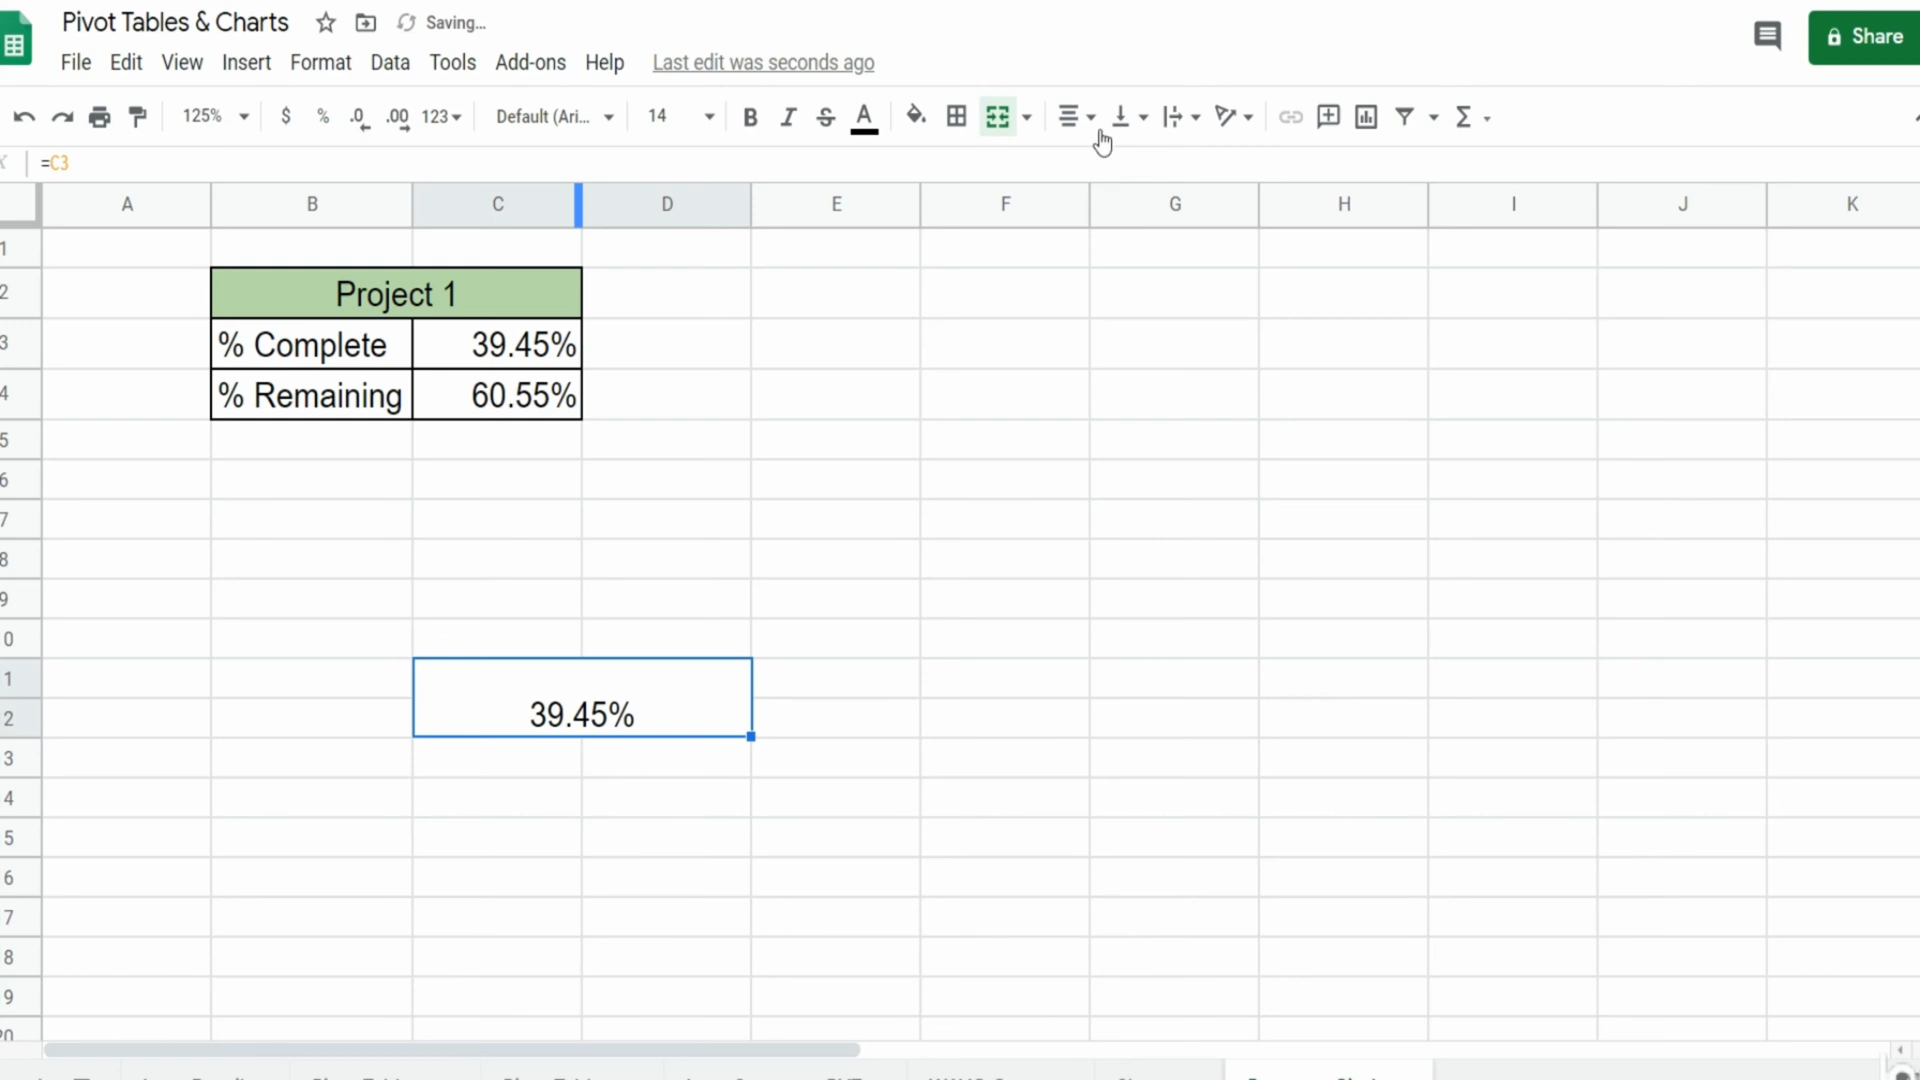 Pivot Tables & Charts Saving...
File Edit View Insert Format Data Tools Add-ons Help Last edit was seconds ago
Share
125% $ % .0 .00 123 Default (Ari... 14 B I S A
=C3
A B C D E F G H I J K
1
2 Project 1
3 % Complete 39.45%
4 % Remaining 60.55%
5
6
7
8
9
0
1
2 39.45%
3
4
5
6
7
8
9